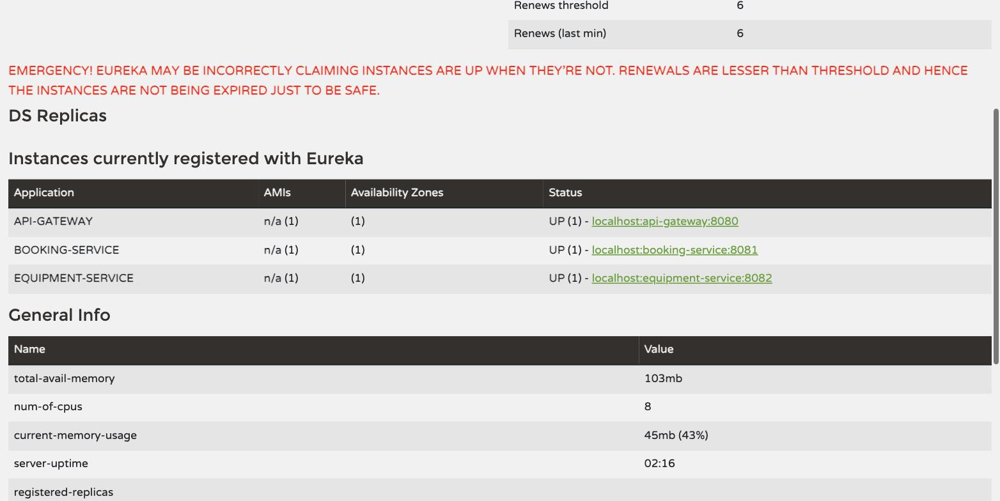 Renews threshold 6
Renews (last min) 6
EMERGENCY! EUREKA MAY BE INCORRECTLY CLAIMING INSTANCES ARE UP WHEN THEY'RE NOT. RENEWALS ARE LESSER THAN THRESHOLD AND HENCE
THE INSTANCES ARE NOT BEING EXPIRED JUST TO BE SAFE.
DS Replicas
Instances currently registered with Eureka
Application AMIs Availability Zones Status
API-GATEWAY n/a (1) (1) UP (1) - localhost:api-gateway:8080
BOOKING-SERVICE n/a (1) (1) UP (1) - localhost:booking-service:8081
EQUIPMENT-SERVICE n/a (1) (1) UP (1) - localhost:equipment-service:8082
General Info
Name Value
total-avail-memory 103mb
num-of-cpus 8
current-memory-usage 45mb (43%)
server-uptime 02:16
registered-replicas